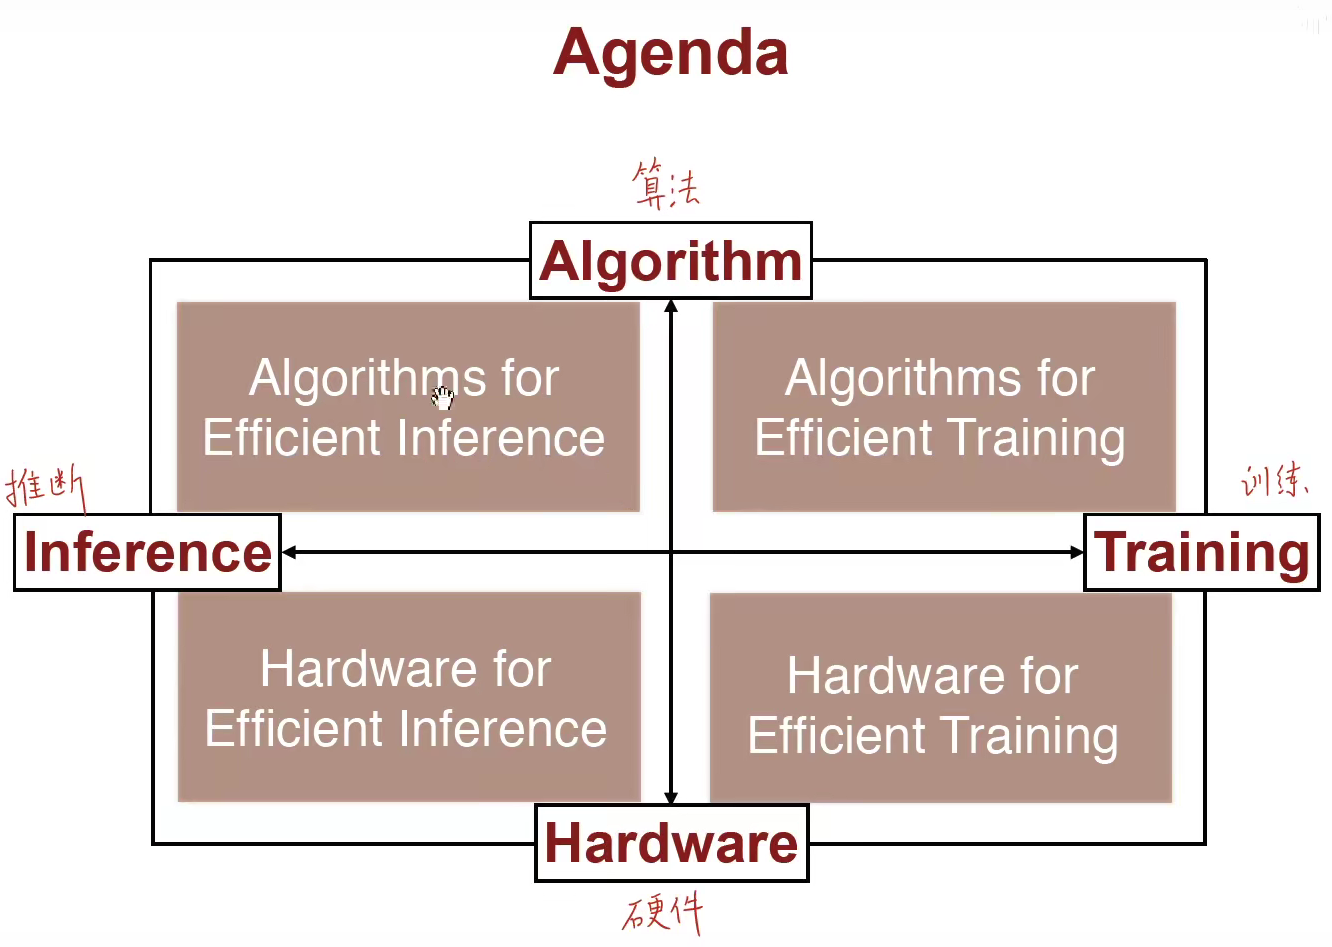 Agenda
算法
Algorithm
Algorithms for
Efficient Inference
Algorithms for
Efficient Training
推断
Inference
训练
Training
Hardware for
Efficient Inference
Hardware for
Efficient Training
Hardware
硬件